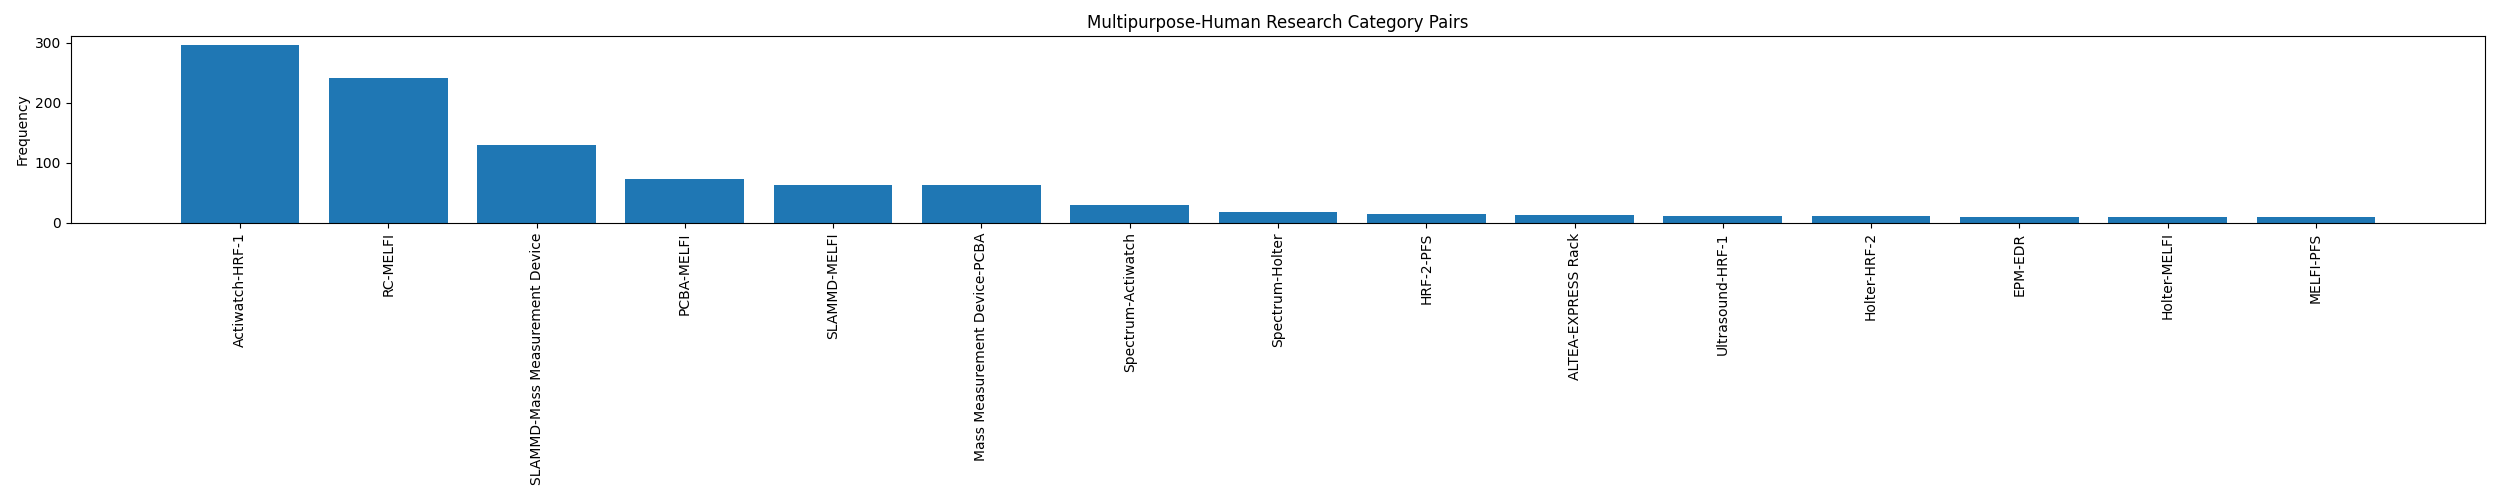 Multipurpose-Human Research Category Pairs
Frequency
300
200
100
0
Actiwatch-HRF-1
RC-MELFI
SLAMMD-Mass Measurement Device
PCBA-MELFI
SLAMMD-MELFI
Mass Measurement Device-PCBA
Spectrum-Actiwatch
Spectrum-Holter
HRF-2-PFS
ALTEA-EXPRESS Rack
Ultrasound-HRF-1
Holter-HRF-2
EPM-EDR
Holter-MELFI
MELFI-PFS